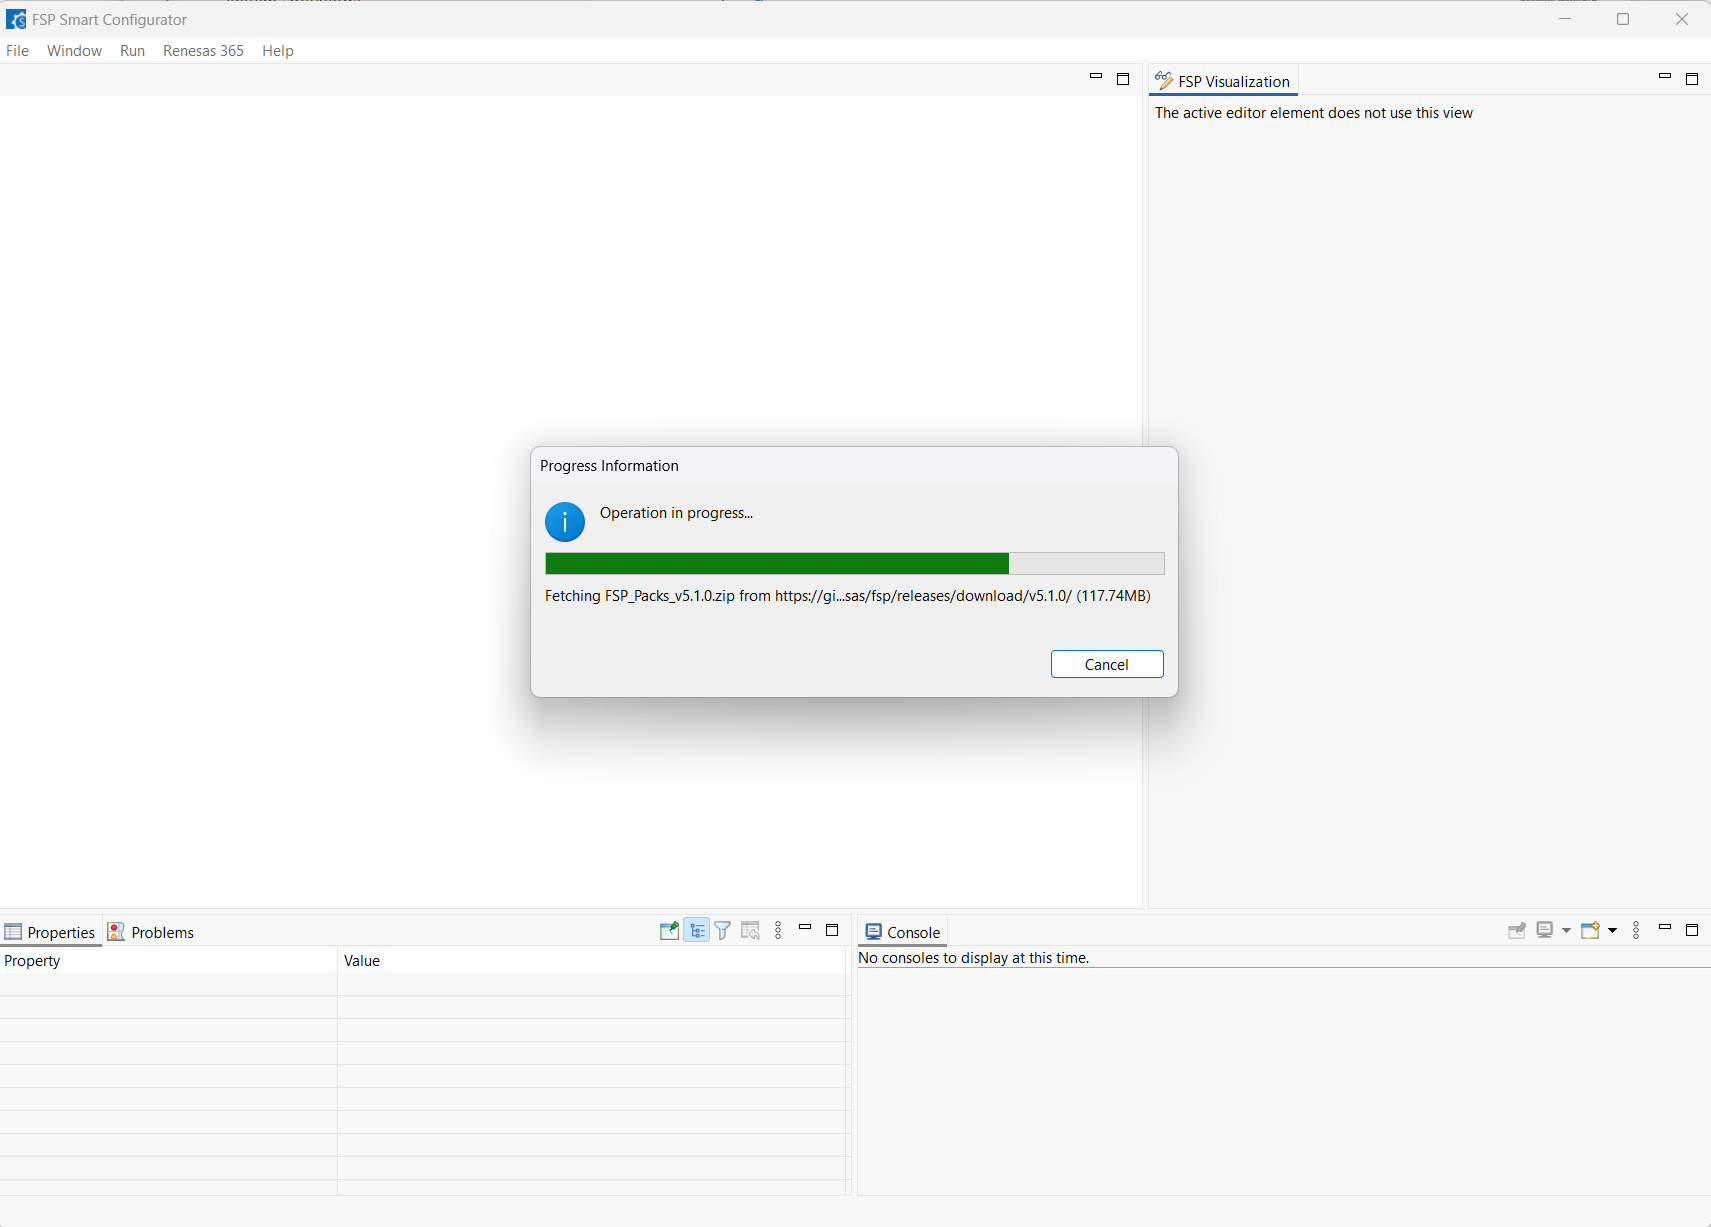 FSP Smart Configurator
File Window Run Renesas 365 Help
FSP Visualization
The active editor element does not use this view
Progress Information
Operation in progress...
Fetching FSP_Packs_v5.1.0.zip from https://gi...sas/fsp/releases/download/v5.1.0/ (117.74MB)
Cancel
Properties Problems
Property Value
Console
No consoles to display at this time.